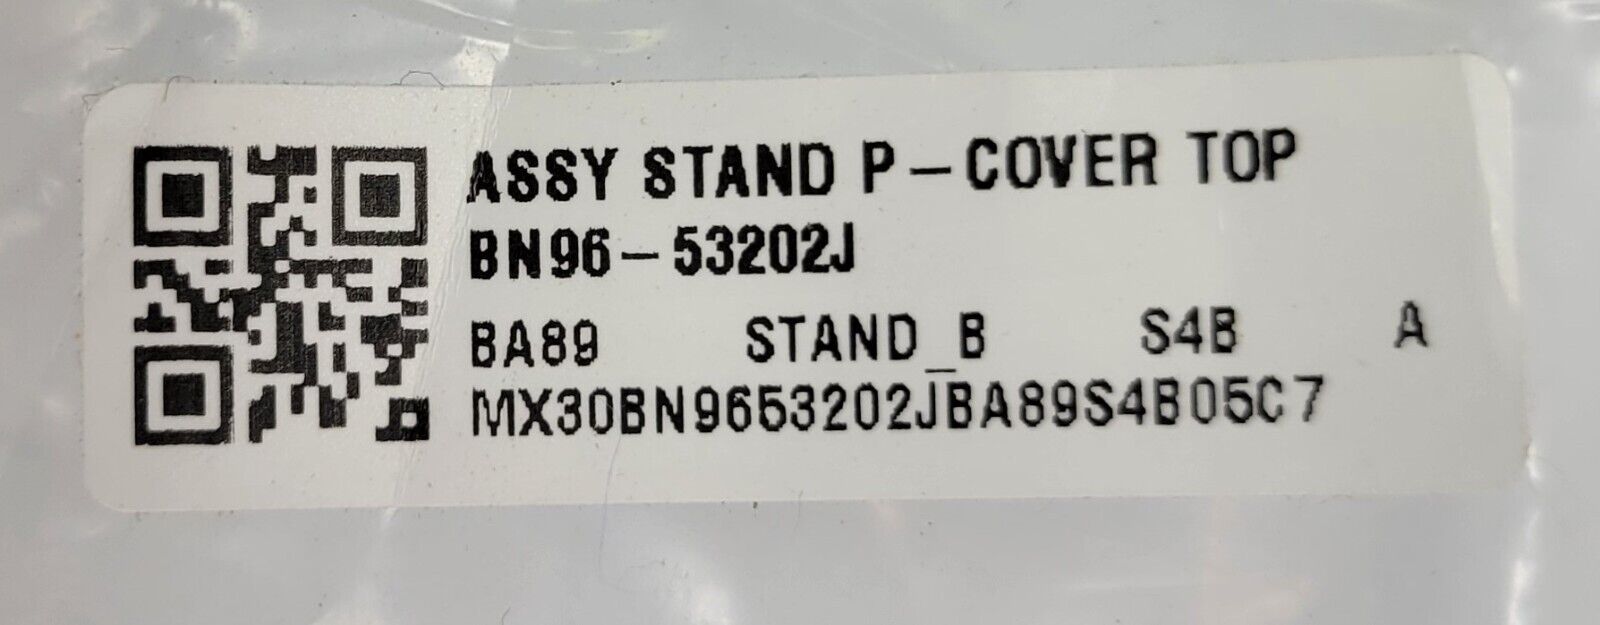 ASSY STAND P-COVER TOP
BN96-53202J
BA89 STAND_B S4B A
MX30BN9653202JBA89S4B05C7